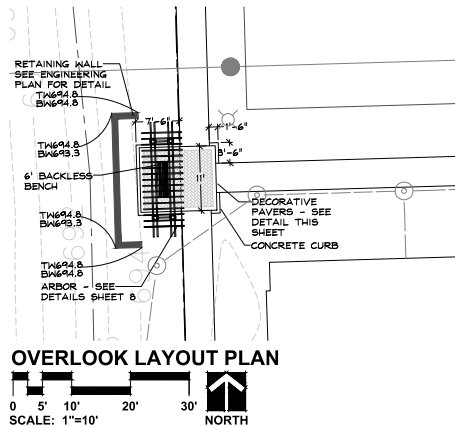 RETAINING WALL
SEE ENGINEERING
PLAN FOR DETAIL
TW694.8
BW694.8
7'-6"
1'-6"
3'-6"
TW694.8
BW693.3
6' BACKLESS
BENCH
11'
TW694.8
BW693.3
DECORATIVE
PAVERS - SEE
DETAIL THIS
SHEET
CONCRETE CURB
TW694.8
BW694.8
ARBOR - SEE
DETAILS SHEET 8
OVERLOOK LAYOUT PLAN
0 5' 10' 20' 30'
SCALE: 1"=10'
NORTH